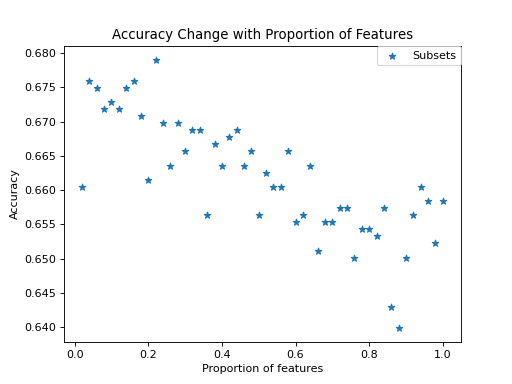 Accuracy Change with Proportion of Features
Subsets
0.680
0.675
0.670
0.665
0.660
0.655
0.650
0.645
0.640
Accuracy
0.0 0.2 0.4 0.6 0.8 1.0
Proportion of features